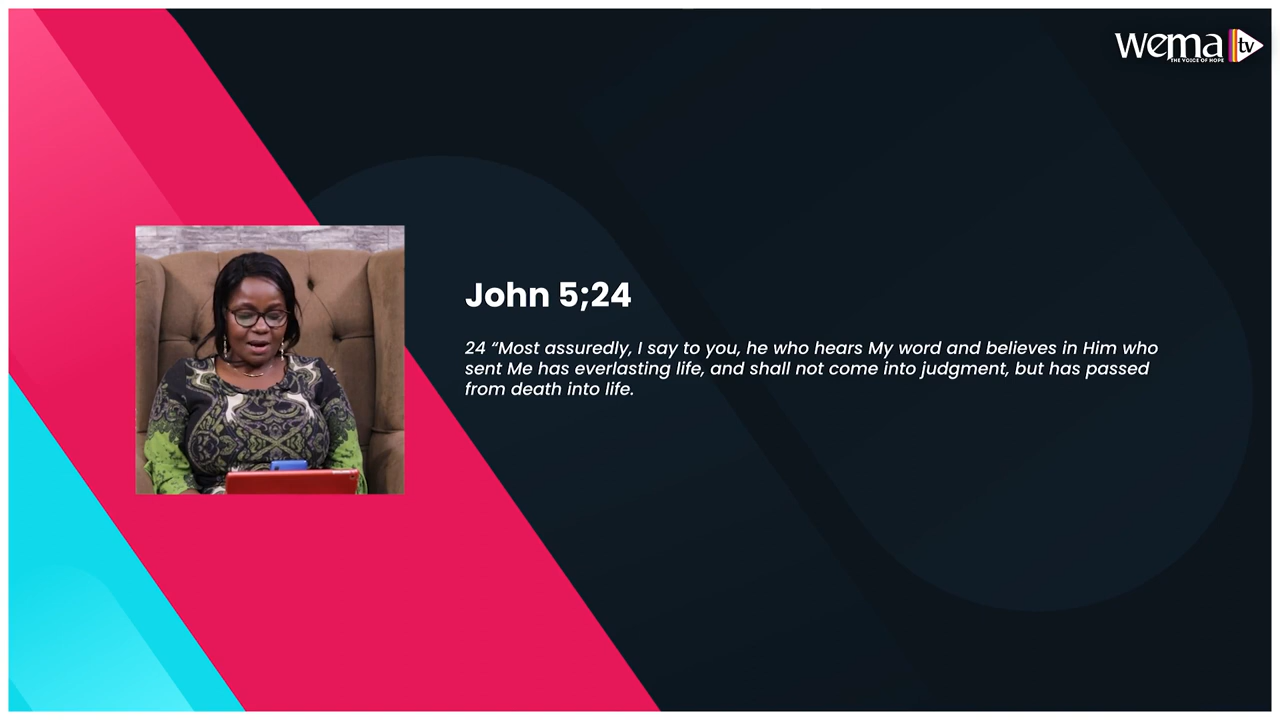 wema tv
THE VOICE OF HOPE
John 5;24
24 “Most assuredly, I say to you, he who hears My word and believes in Him who
sent Me has everlasting life, and shall not come into judgment, but has passed
from death into life.